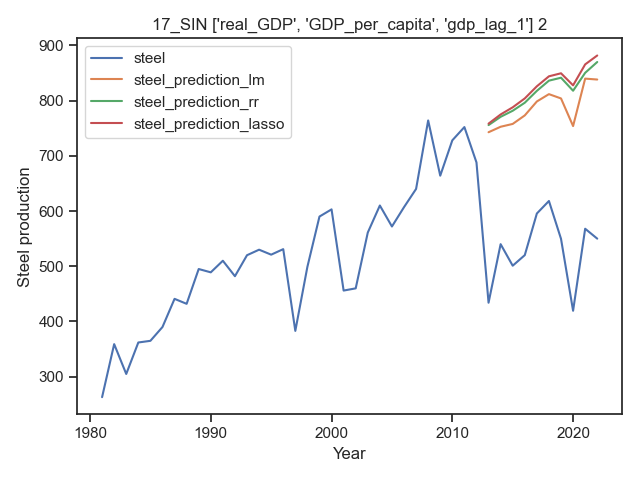 17_SIN ['real_GDP', 'GDP_per_capita', 'gdp_lag_1'] 2
steel
steel_prediction_lm
steel_prediction_rr
steel_prediction_lasso
Steel production
900
800
700
600
500
400
300
1980
1990
2000
2010
2020
Year